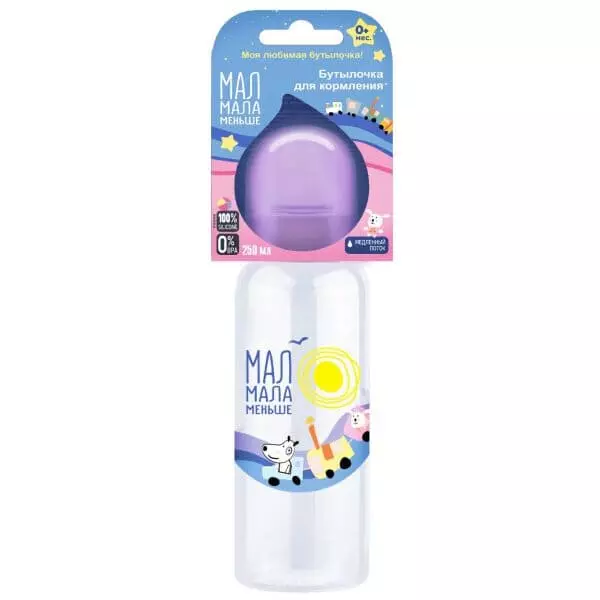 0+
мес.
Моя любимая бутылочка!
Бутылочка
для кормления
МАЛ
МАЛА
МЕНЬШЕ
100%
SILICONE
0%
BPA
250 мл
МЕДЛЕННЫЙ
ПОТОК
МАЛ
МАЛА
МЕНЬШЕ